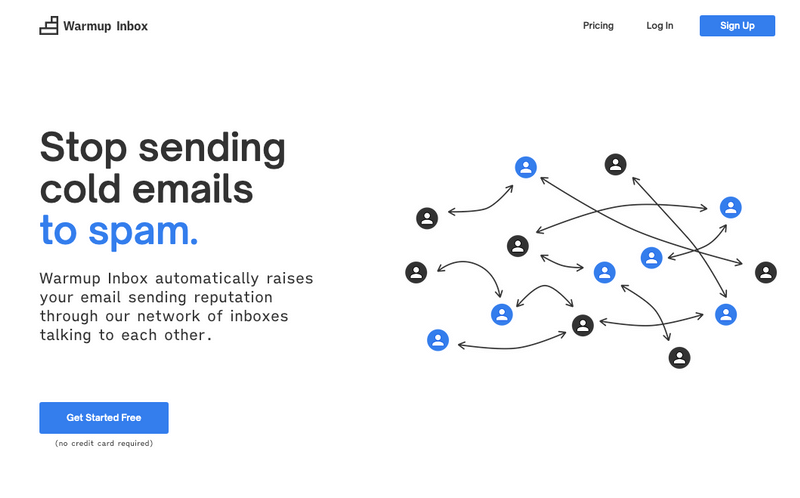 Warmup Inbox
Pricing
Log In
Sign Up
Stop sending
cold emails
to spam.
Warmup Inbox automatically raises
your email sending reputation
through our network of inboxes
talking to each other.
Get Started Free
(no credit card required)